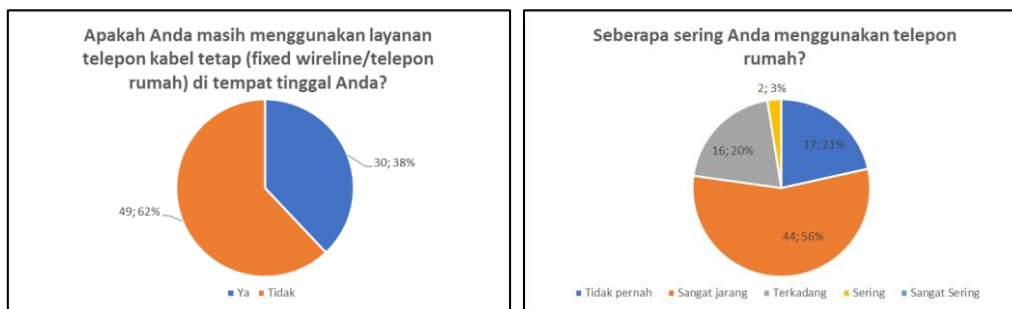 Apakah Anda masih menggunakan layanan
telepon kabel tetap (fixed wireline/telepon
rumah) di tempat tinggal Anda?
30; 38%
49; 62%
Ya Tidak
Seberapa sering Anda menggunakan telepon
rumah?
2; 3%
17; 21%
16; 20%
44; 56%
Tidak pernah Sangat jarang Terkadang Sering Sangat Sering